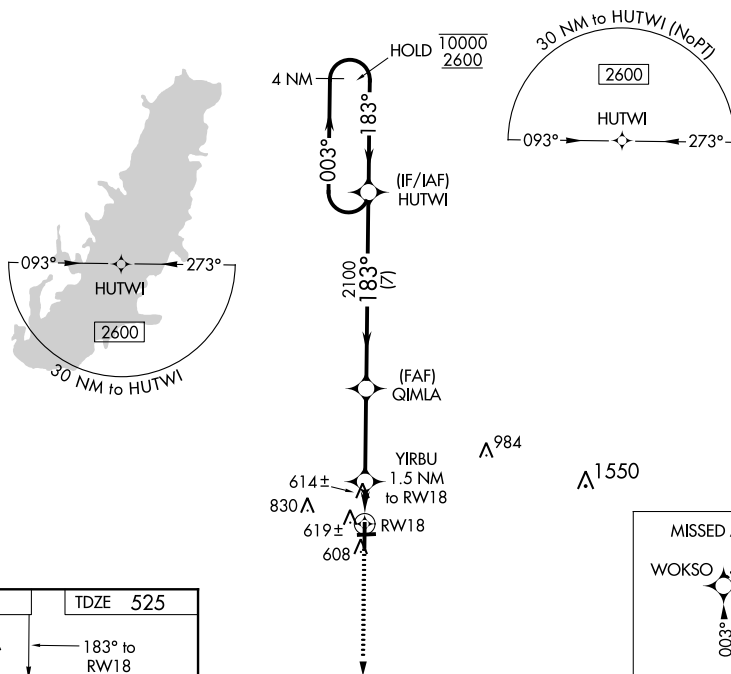 HOLD 10000
2600
4 NM
183°
003°
(IF/IAF)
HUTWI
30 NM to HUTWI (NoPT)
2600
HUTWI
093°
273°
093°
273°
HUTWI
2600
30 NM to HUTWI
2100
183°
(7)
(FAF)
QIMLA
984
1550
YIRBU
1.5 NM
to RW18
614±
830
619±
RW18
608
MISSED
WOKSO
003°
TDZE 525
183° to
RW18